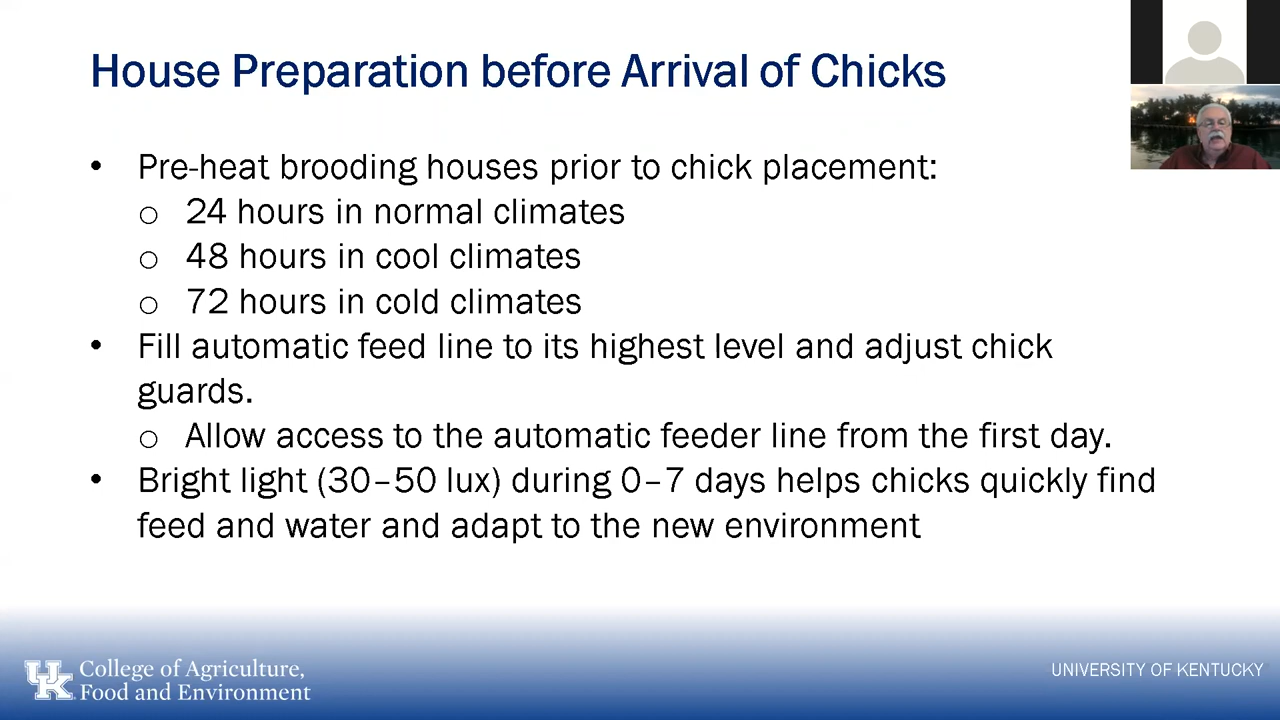 House Preparation before Arrival of Chicks
• Pre-heat brooding houses prior to chick placement:
o 24 hours in normal climates
o 48 hours in cool climates
o 72 hours in cold climates
• Fill automatic feed line to its highest level and adjust chick
guards.
o Allow access to the automatic feeder line from the first day.
• Bright light (30–50 lux) during 0–7 days helps chicks quickly find
feed and water and adapt to the new environment
UK College of Agriculture,
Food and Environment
UNIVERSITY OF KENTUCKY